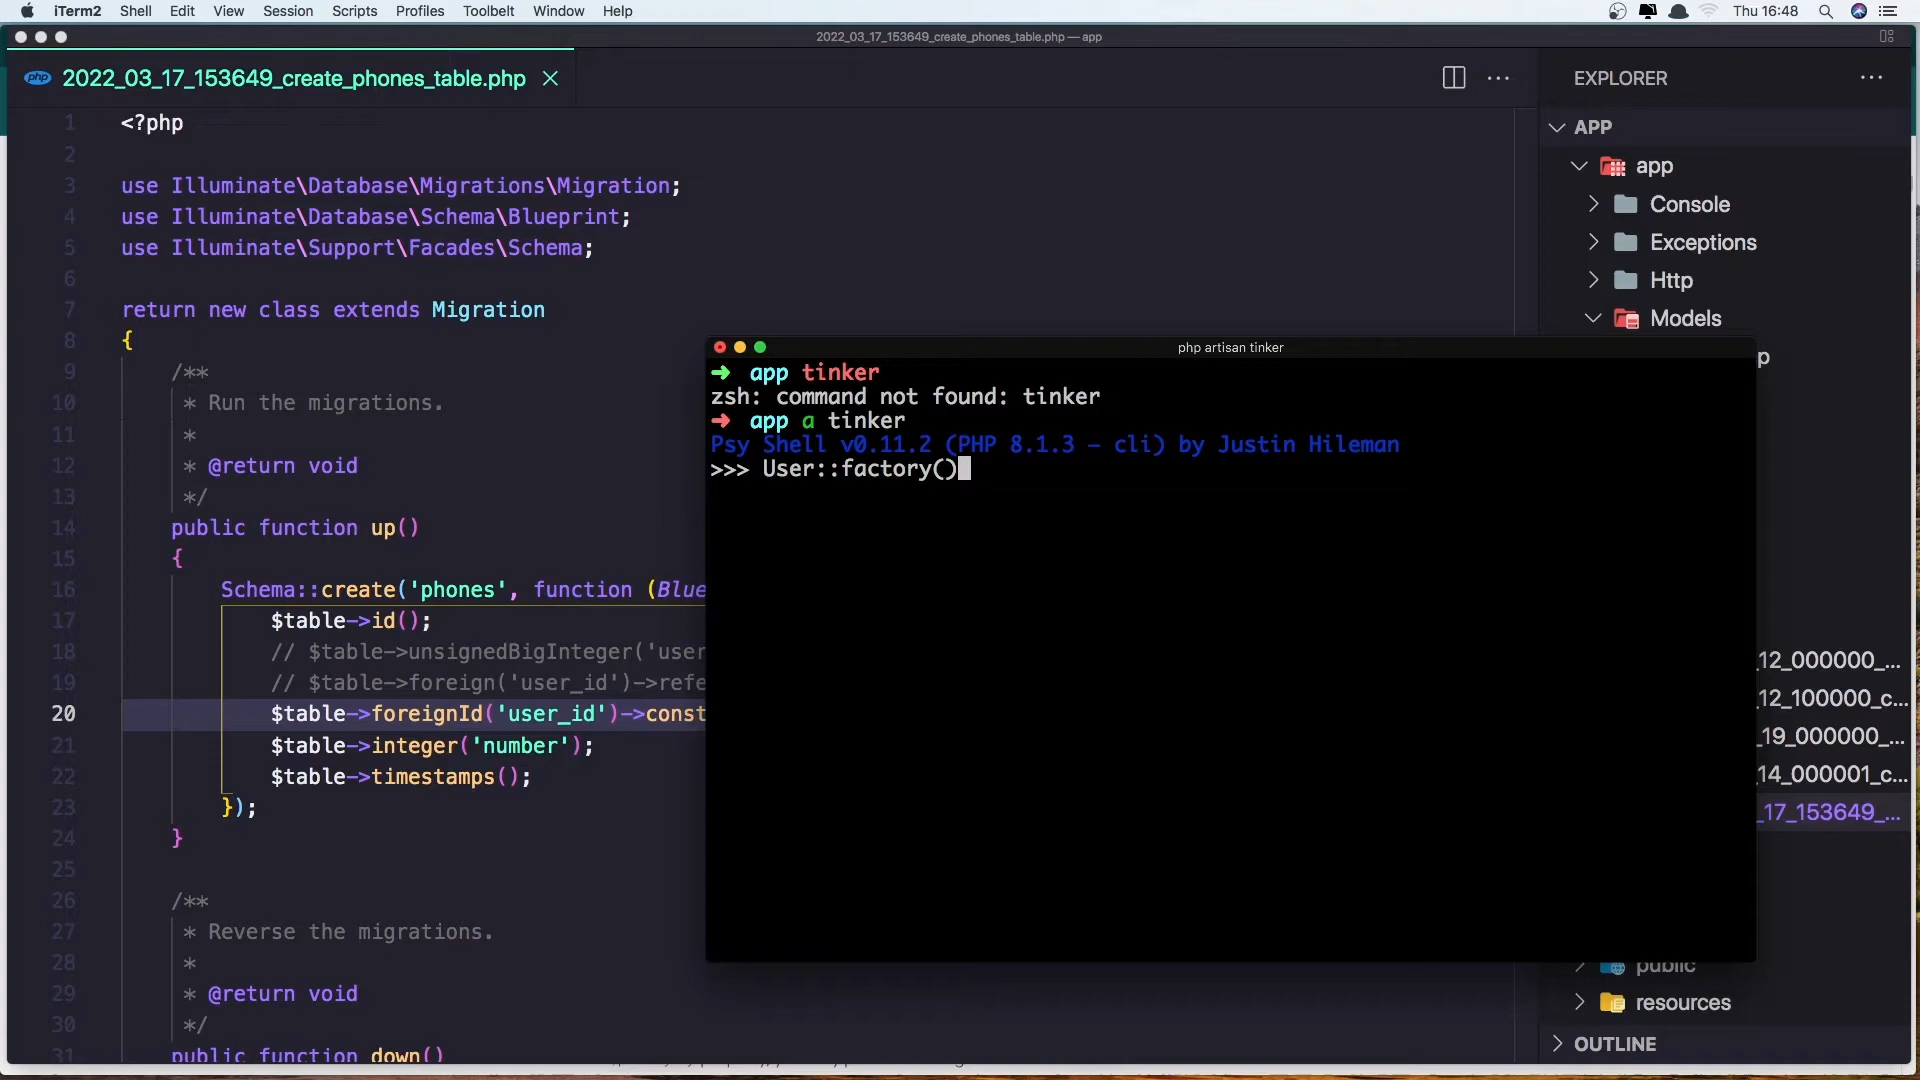 iTerm2 Shell Edit View Session Scripts Profiles Toolbelt Window Help Thu 16:48
2022_03_17_153649_create_phones_table.php — app
php 2022_03_17_153649_create_phones_table.php
1 <?php
2
3 use Illuminate\Database\Migrations\Migration;
4 use Illuminate\Database\Schema\Blueprint;
5 use Illuminate\Support\Facades\Schema;
6
7 return new class extends Migration
8 {
9 /**
10 * Run the migrations.
11 *
12 * @return void
13 */
14 public function up()
15 {
16 Schema::create('phones', function (Blue
17 $table->id();
18 // $table->unsignedBigInteger('user
19 // $table->foreign('user_id')->refe
20 $table->foreignId('user_id')->const
21 $table->integer('number');
22 $table->timestamps();
23 });
24 }
25
26 /**
27 * Reverse the migrations.
28 *
29 * @return void
30 */
31 public function down()
php artisan tinker
➜ app tinker
zsh: command not found: tinker
➜ app a tinker
Psy Shell v0.11.2 (PHP 8.1.3 — cli) by Justin Hileman
>>> User::factory()
EXPLORER
APP
app
Console
Exceptions
Http
Models
p
_12_000000_...
_12_100000_c...
_19_000000_...
_14_000001_c...
_17_153649_...
public
resources
OUTLINE